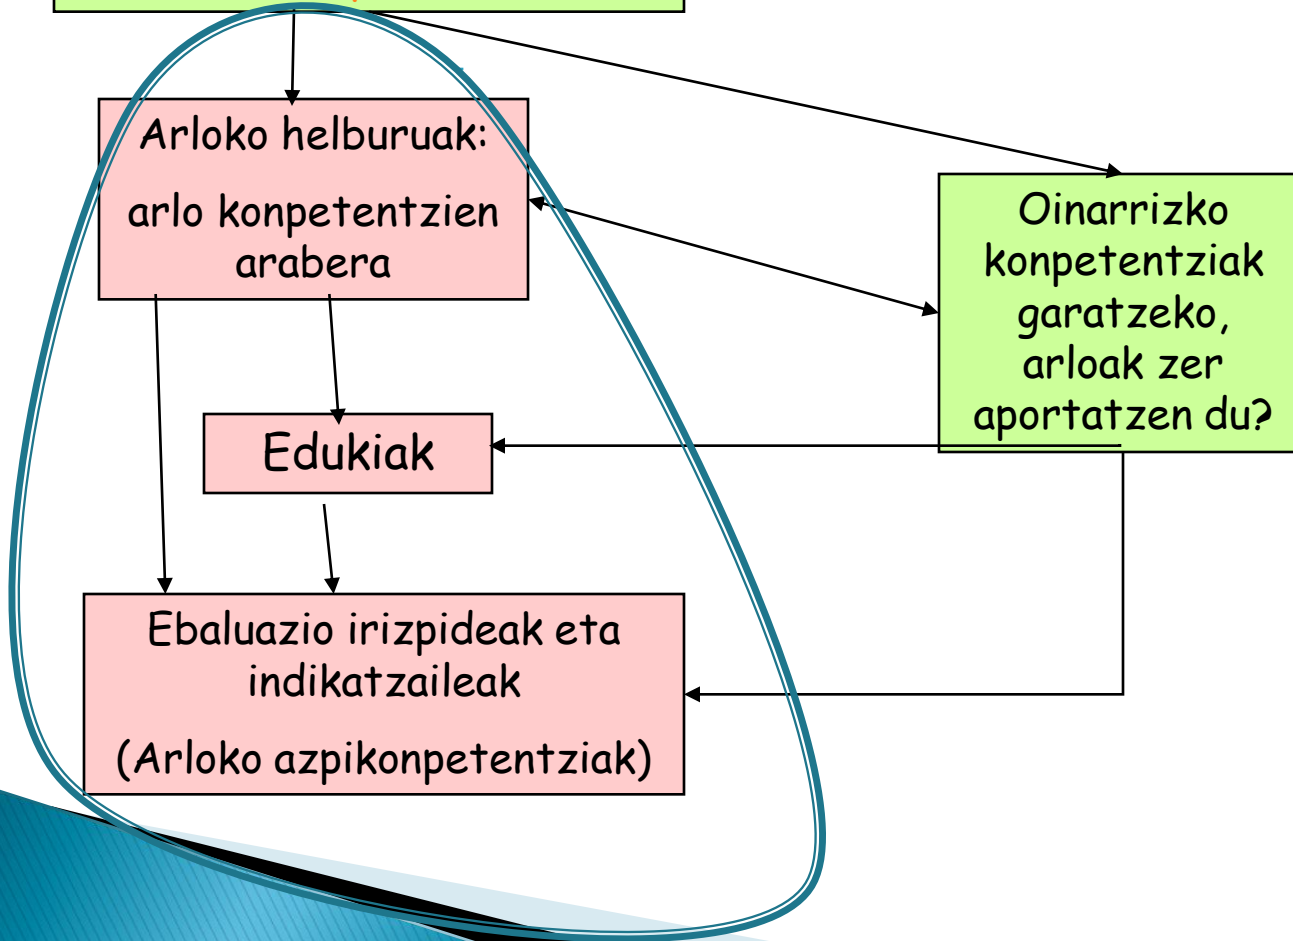 Arloko helburuak:
arlo konpetentzien
arabera
Oinarrizko
konpetentziak
garatzeko,
arloak zer
aportatzen du?
Edukiak
Ebaluazio irizpideak eta
indikatzaileak
(Arloko azpikonpetentziak)